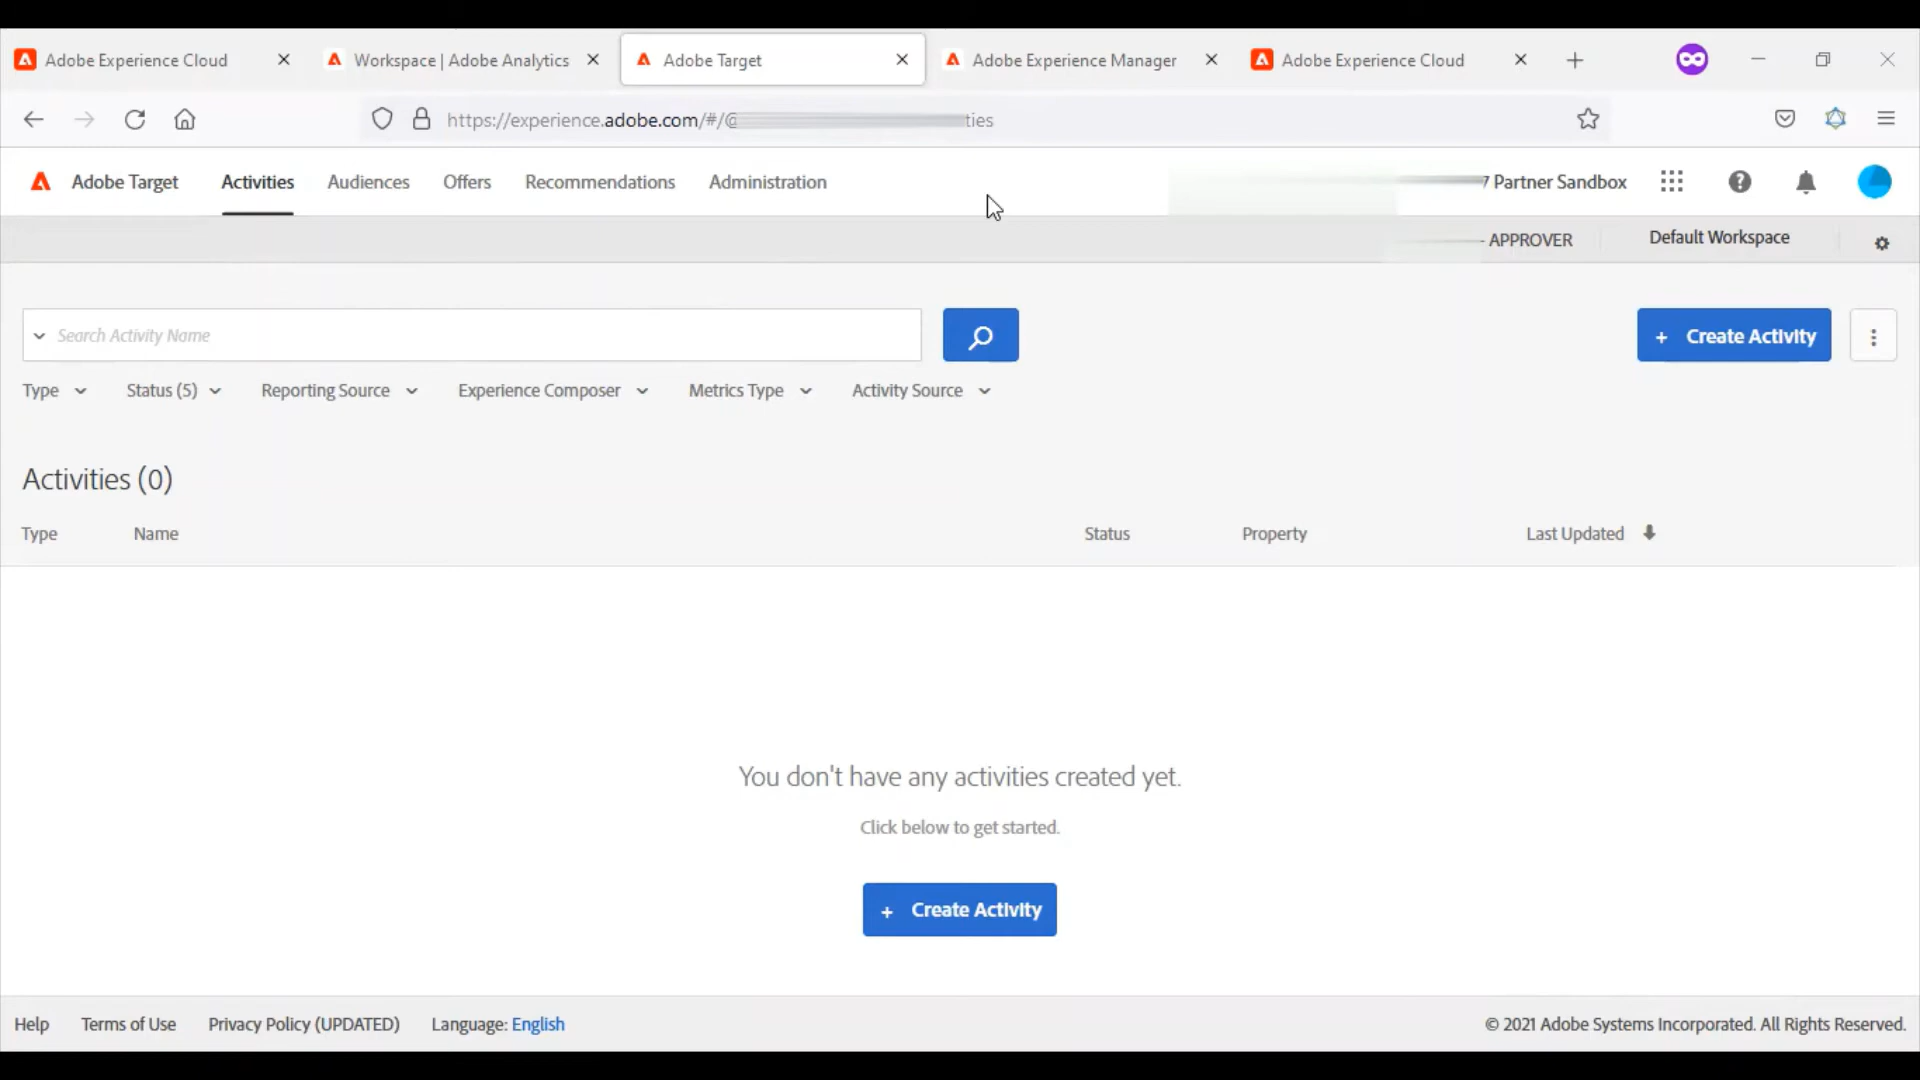 Adobe Experience Cloud
Workspace | Adobe Analytics
Adobe Target
Adobe Experience Manager
Adobe Experience Cloud
https://experience.adobe.com/#/@
ties
Adobe Target
Activities
Audiences
Offers
Recommendations
Administration
7 Partner Sandbox
APPROVER
Default Workspace
Search Activity Name
+ Create Activity
Type
Status (5)
Reporting Source
Experience Composer
Metrics Type
Activity Source
Activities (0)
Type
Name
Status
Property
Last Updated
You don't have any activities created yet.
Click below to get started.
+ Create Activity
Help
Terms of Use
Privacy Policy (UPDATED)
Language: English
© 2021 Adobe Systems Incorporated. All Rights Reserved.